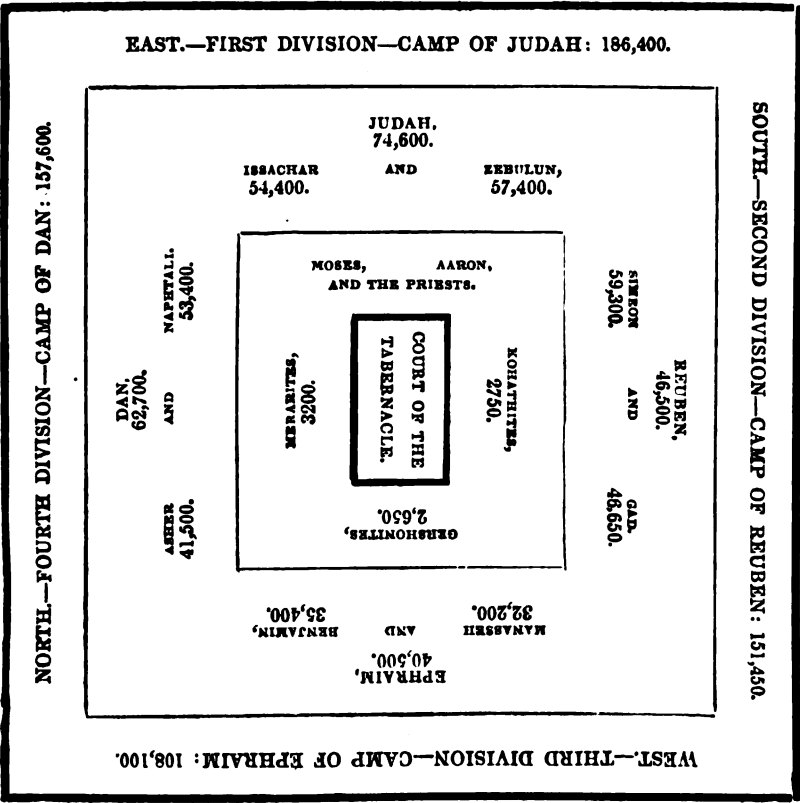 EAST.—FIRST DIVISION—CAMP OF JUDAH: 186,400.
JUDAH,
74,600.
ISSACHAR AND ZEBULUN,
54,400. 57,400.
SOUTH.—SECOND DIVISION—CAMP OF REUBEN: 151,450.
REUBEN,
46,500.
SIMEON AND GAD.
59,300. 46,650.
WEST.—THIRD DIVISION—CAMP OF EPHRAIM: 108,100.
EPHRAIM,
40,500.
MANASSEH AND BENJAMIN,
32,200. 35,400.
NORTH.—FOURTH DIVISION—CAMP OF DAN: 157,600.
DAN,
62,700.
ASHER AND NAPHTALI.
41,500. 53,400.
MOSES, AARON,
AND THE PRIESTS.
KOHATHITES,
2750.
GERSHONITES,
2,650.
MERARITES,
3200.
COURT OF THE
TABERNACLE.